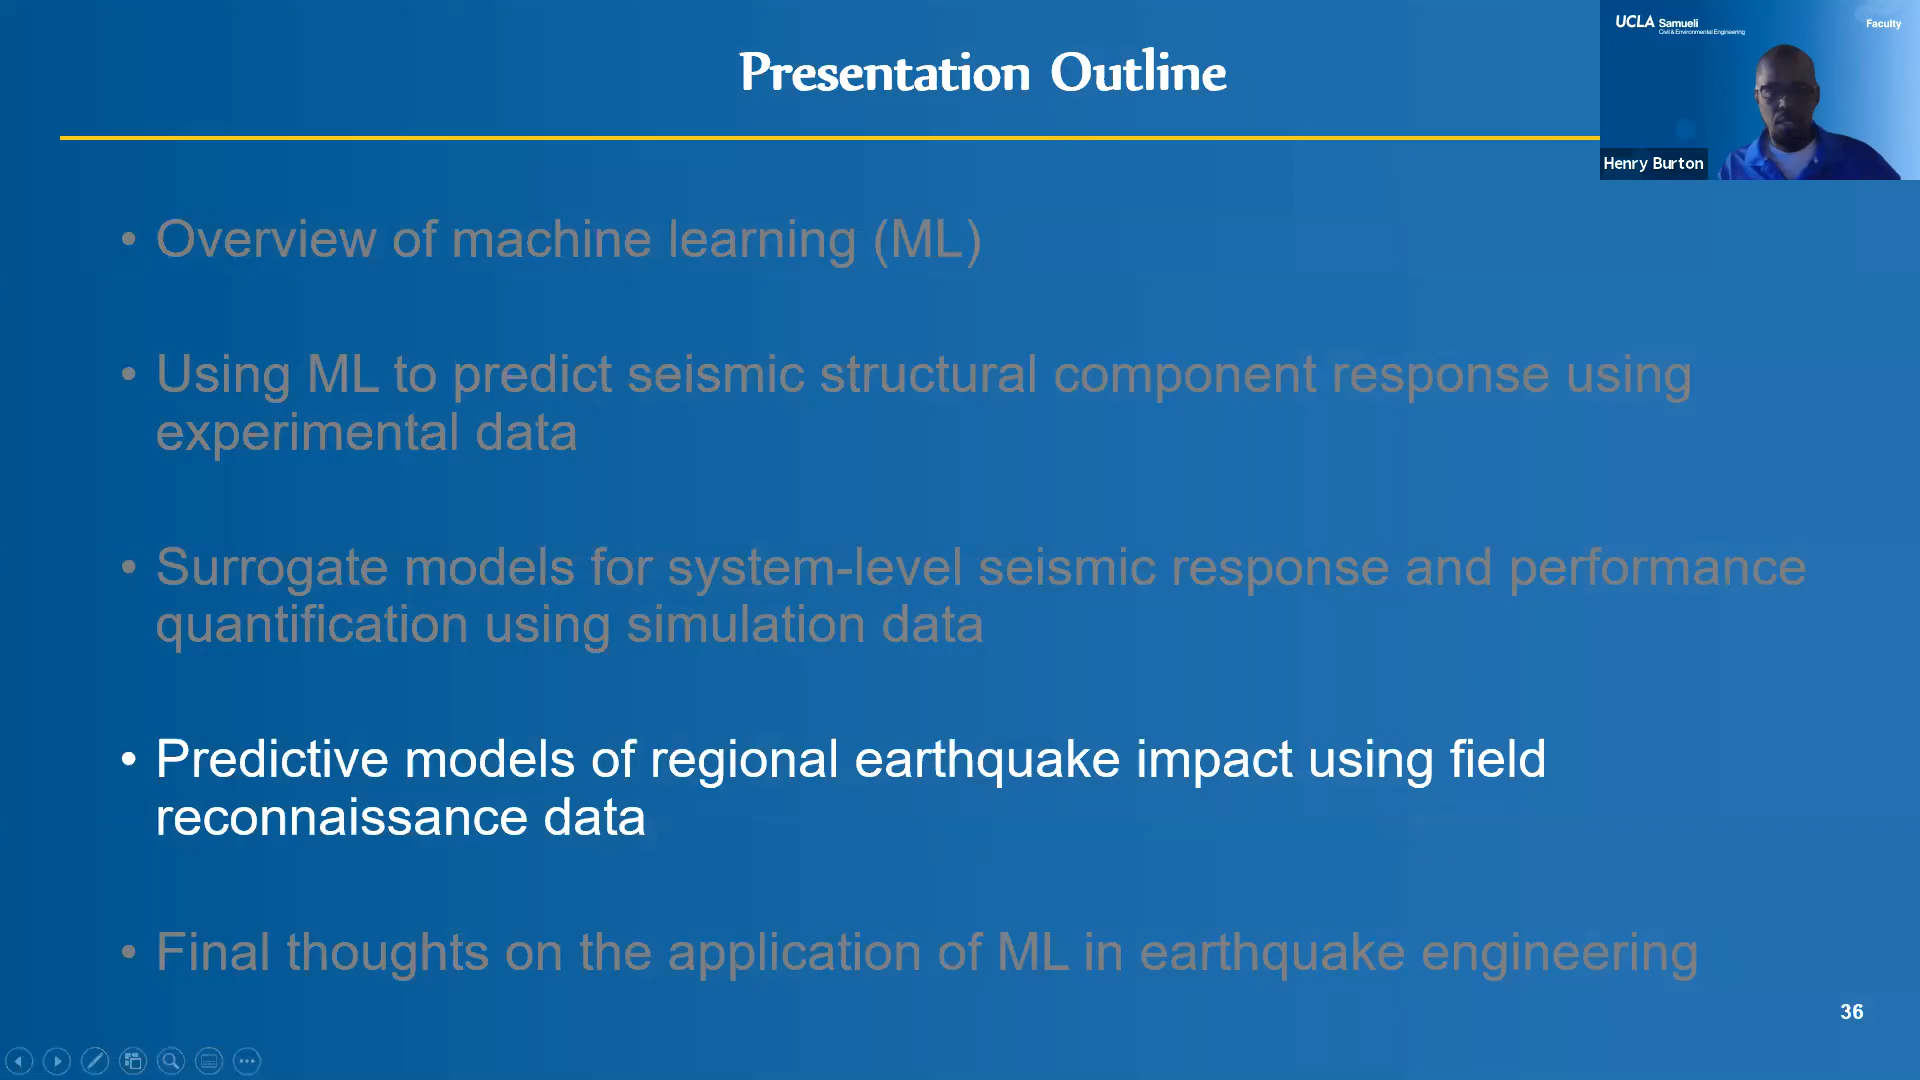 Presentation Outline
UCLA Samueli
Civil & Environmental Engineering
Faculty
Henry Burton
• Overview of machine learning (ML)
• Using ML to predict seismic structural component response using
experimental data
• Surrogate models for system-level seismic response and performance
quantification using simulation data
• Predictive models of regional earthquake impact using field
reconnaissance data
• Final thoughts on the application of ML in earthquake engineering
36